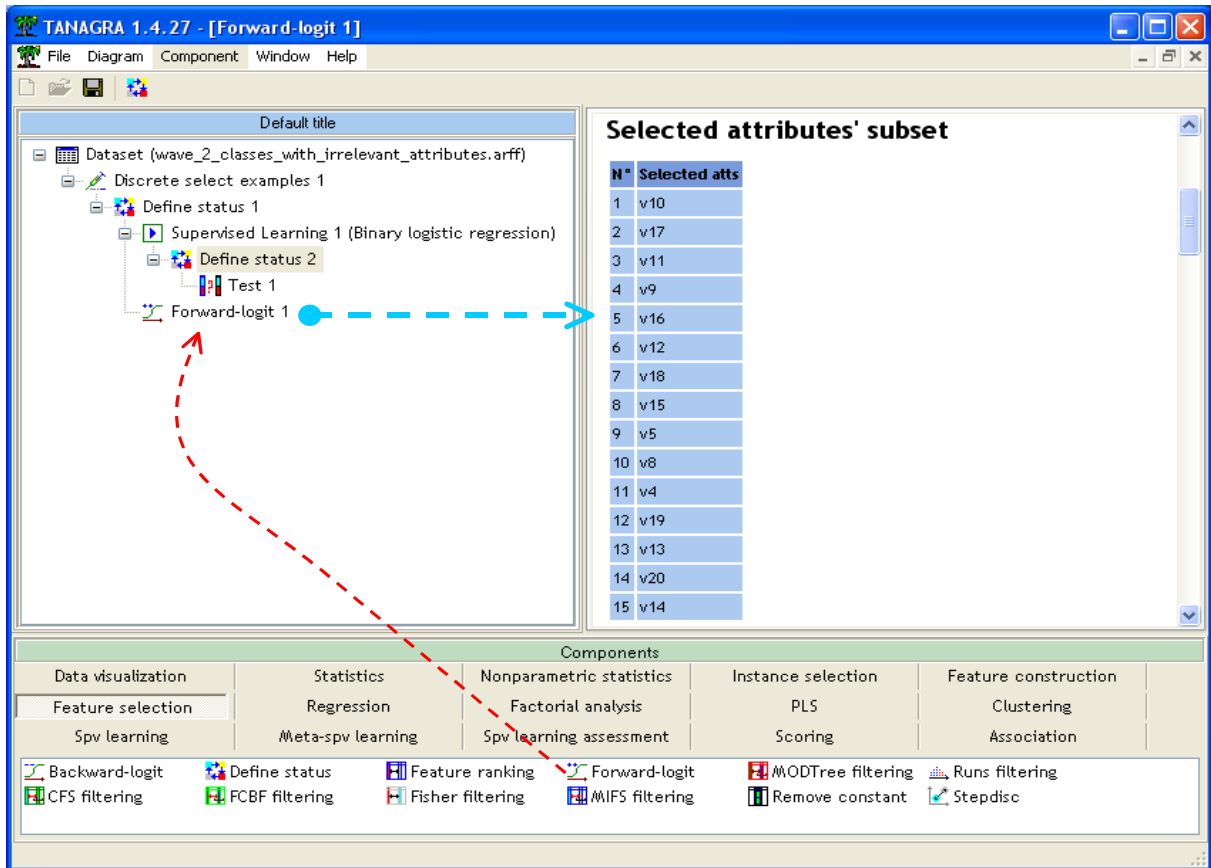 TANAGRA 1.4.27 - [Forward-logit 1]
File Diagram Component Window Help
Default title
Dataset (wave_2_classes_with_irrelevant_attributes.arff)
Discrete select examples 1
Define status 1
Supervised Learning 1 (Binary logistic regression)
Define status 2
Test 1
Forward-logit 1
Selected attributes' subset
N° Selected atts
1 v10
2 v17
3 v11
4 v9
5 v16
6 v12
7 v18
8 v15
9 v5
10 v8
11 v4
12 v19
13 v13
14 v20
15 v14
Components
Data visualization Statistics Nonparametric statistics Instance selection Feature construction
Feature selection Regression Factorial analysis PLS Clustering
Spv learning Meta-spv learning Spv learning assessment Scoring Association
Backward-logit Define status Feature ranking Forward-logit MODTree filtering Runs filtering
CFS filtering FCBF filtering Fisher filtering MIFS filtering Remove constant Stepdisc